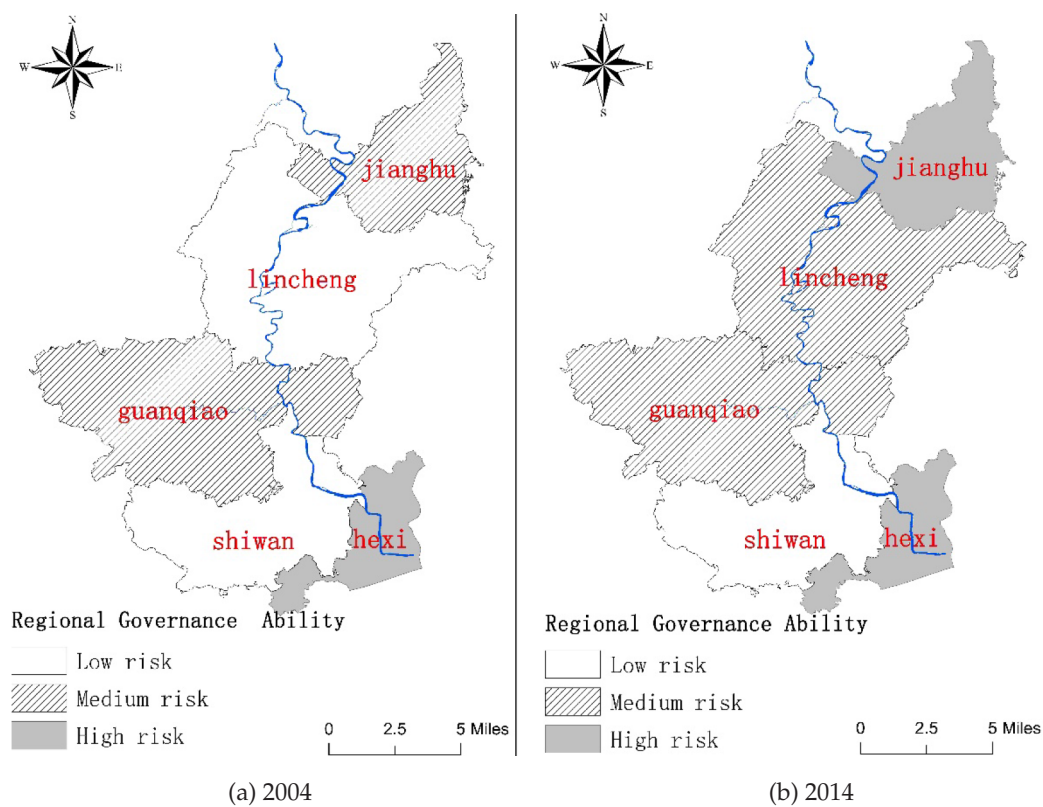 N
W E
S
jianghu
lincheng
guanqiao
shiwan
hexi
Regional Governance Ability
Low risk
Medium risk
High risk
0 2.5 5 Miles
(a) 2004
N
W E
S
jianghu
lincheng
guanqiao
shiwan
hexi
Regional Governance Ability
Low risk
Medium risk
High risk
0 2.5 5 Miles
(b) 2014